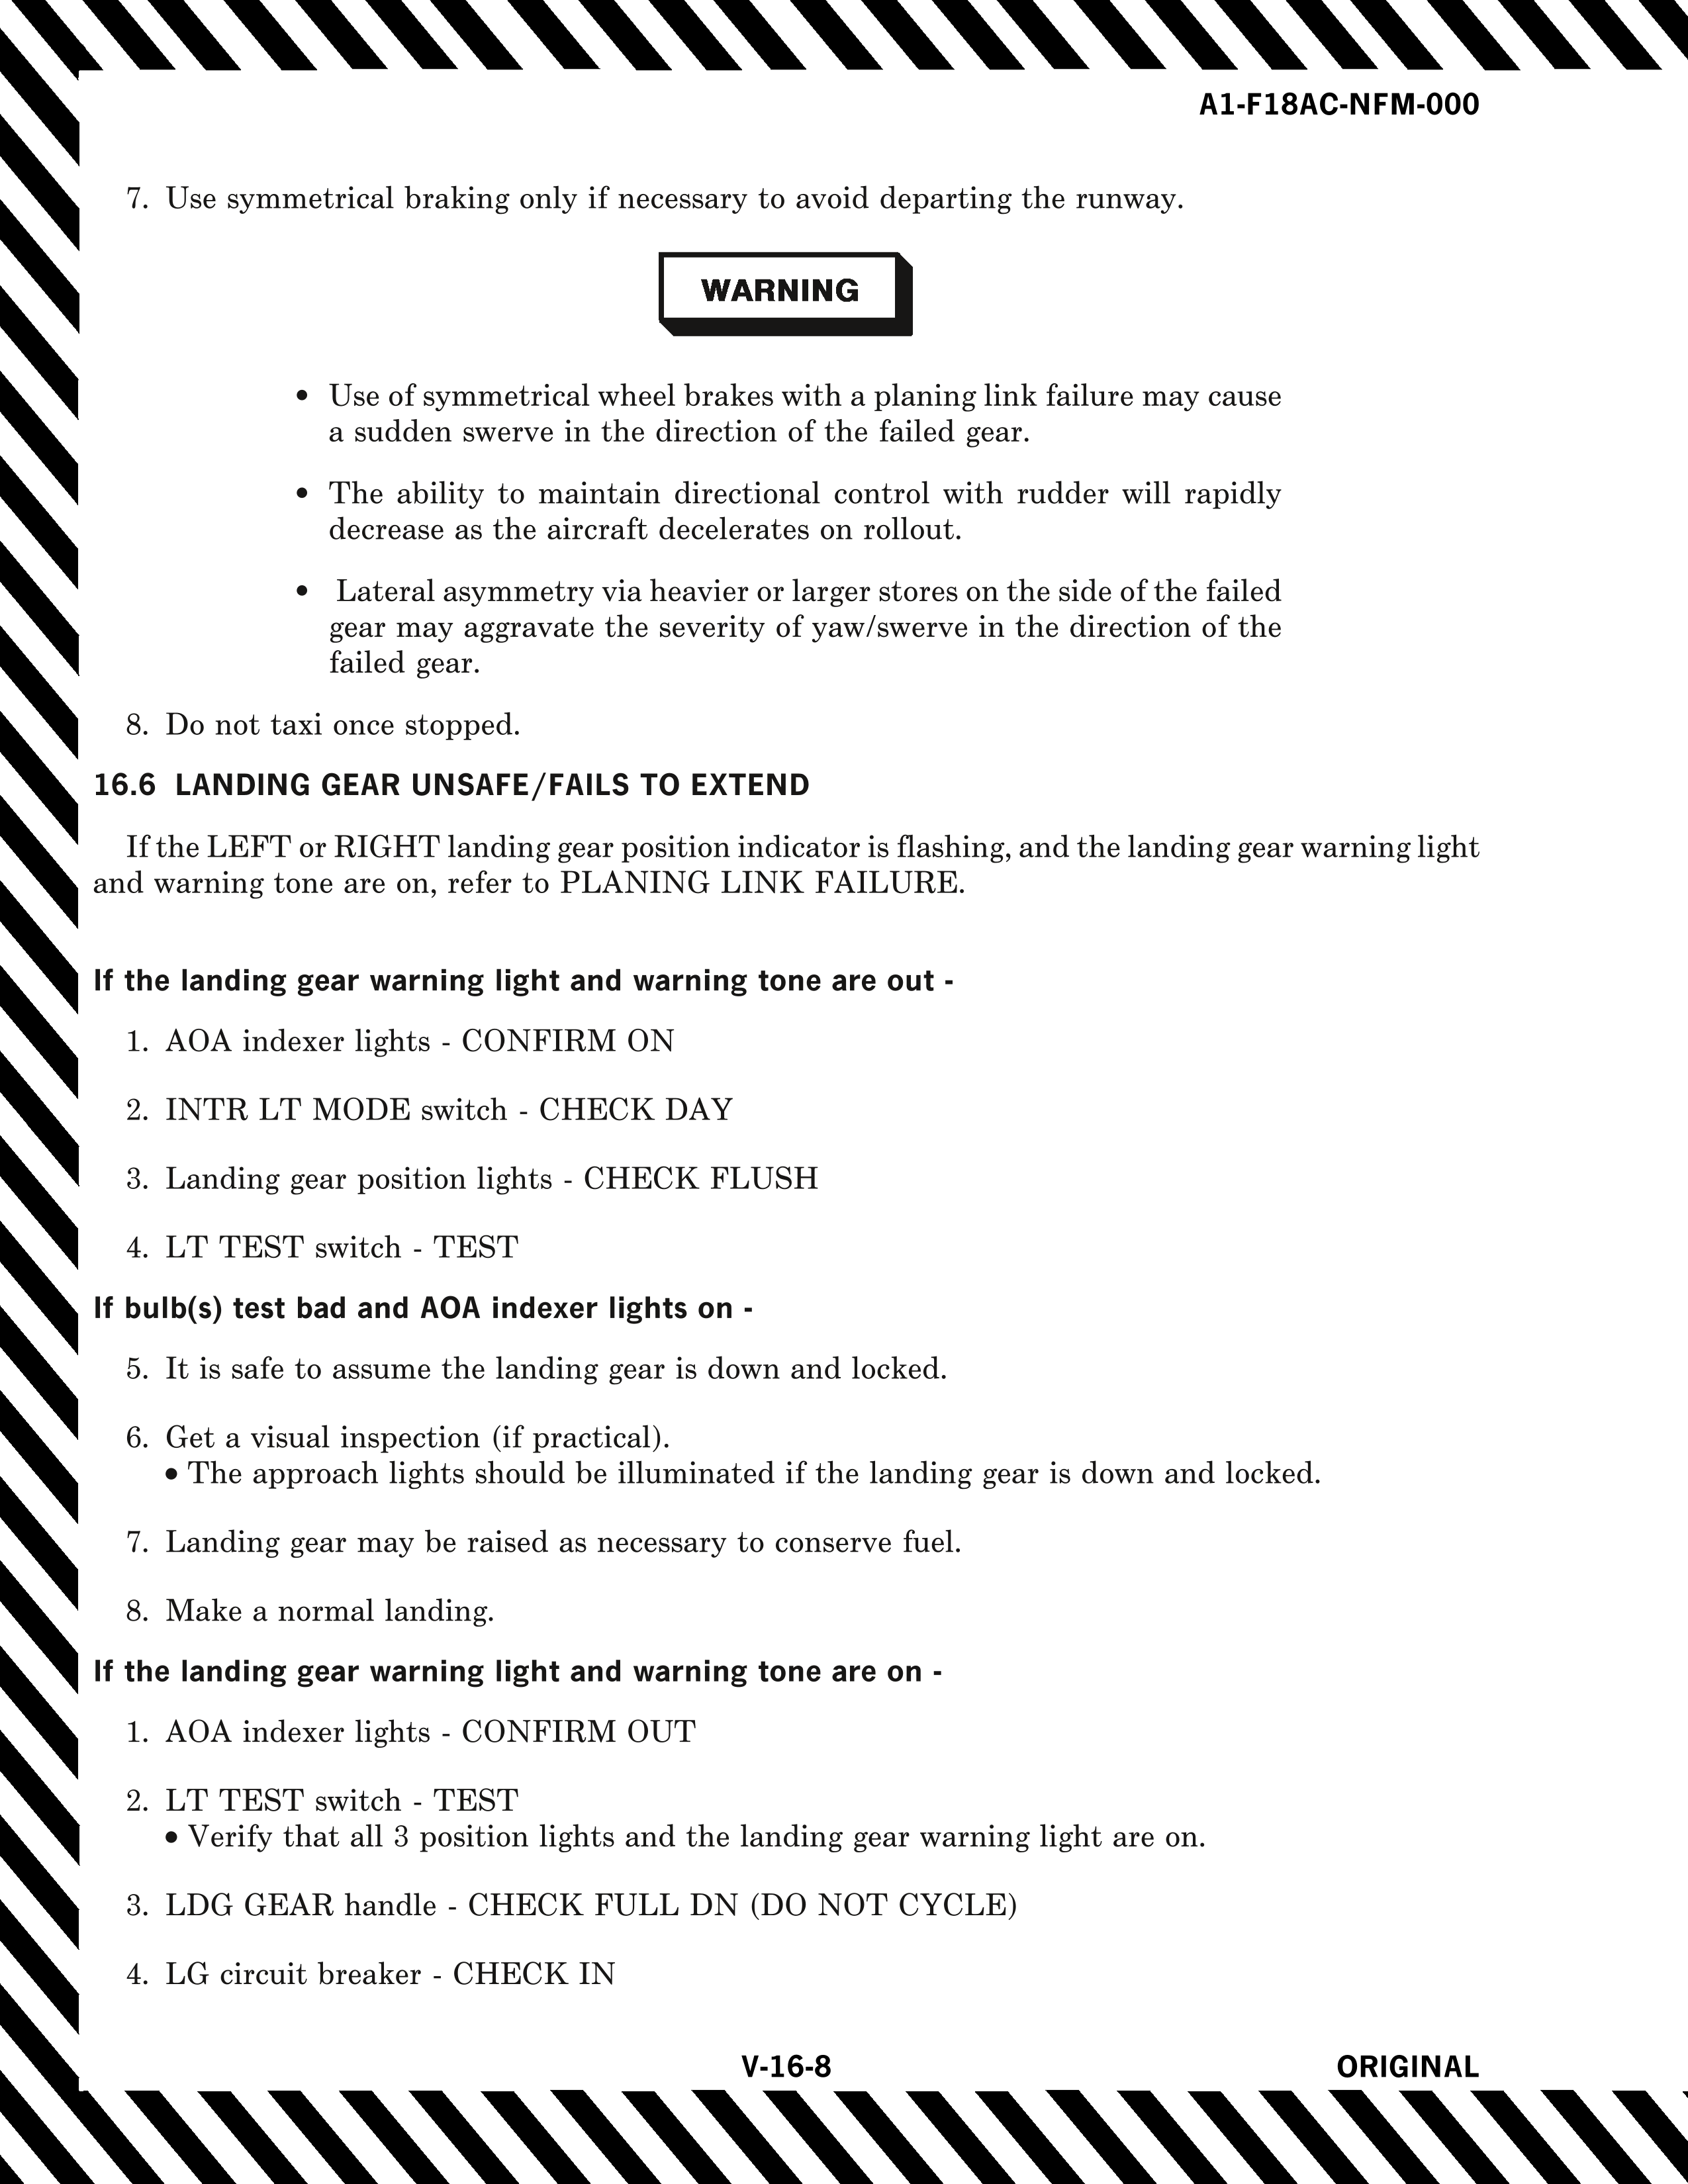 A1-F18AC-NFM-000
7. Use symmetrical braking only if necessary to avoid departing the runway.
WARNING
• Use of symmetrical wheel brakes with a planing link failure may cause
a sudden swerve in the direction of the failed gear.
• The ability to maintain directional control with rudder will rapidly
decrease as the aircraft decelerates on rollout.
• Lateral asymmetry via heavier or larger stores on the side of the failed
gear may aggravate the severity of yaw/swerve in the direction of the
failed gear.
8. Do not taxi once stopped.
16.6 LANDING GEAR UNSAFE/FAILS TO EXTEND
If the LEFT or RIGHT landing gear position indicator is flashing, and the landing gear warning light
and warning tone are on, refer to PLANING LINK FAILURE.
If the landing gear warning light and warning tone are out -
1. AOA indexer lights - CONFIRM ON
2. INTR LT MODE switch - CHECK DAY
3. Landing gear position lights - CHECK FLUSH
4. LT TEST switch - TEST
If bulb(s) test bad and AOA indexer lights on -
5. It is safe to assume the landing gear is down and locked.
6. Get a visual inspection (if practical).
• The approach lights should be illuminated if the landing gear is down and locked.
7. Landing gear may be raised as necessary to conserve fuel.
8. Make a normal landing.
If the landing gear warning light and warning tone are on -
1. AOA indexer lights - CONFIRM OUT
2. LT TEST switch - TEST
• Verify that all 3 position lights and the landing gear warning light are on.
3. LDG GEAR handle - CHECK FULL DN (DO NOT CYCLE)
4. LG circuit breaker - CHECK IN
V-16-8
ORIGINAL